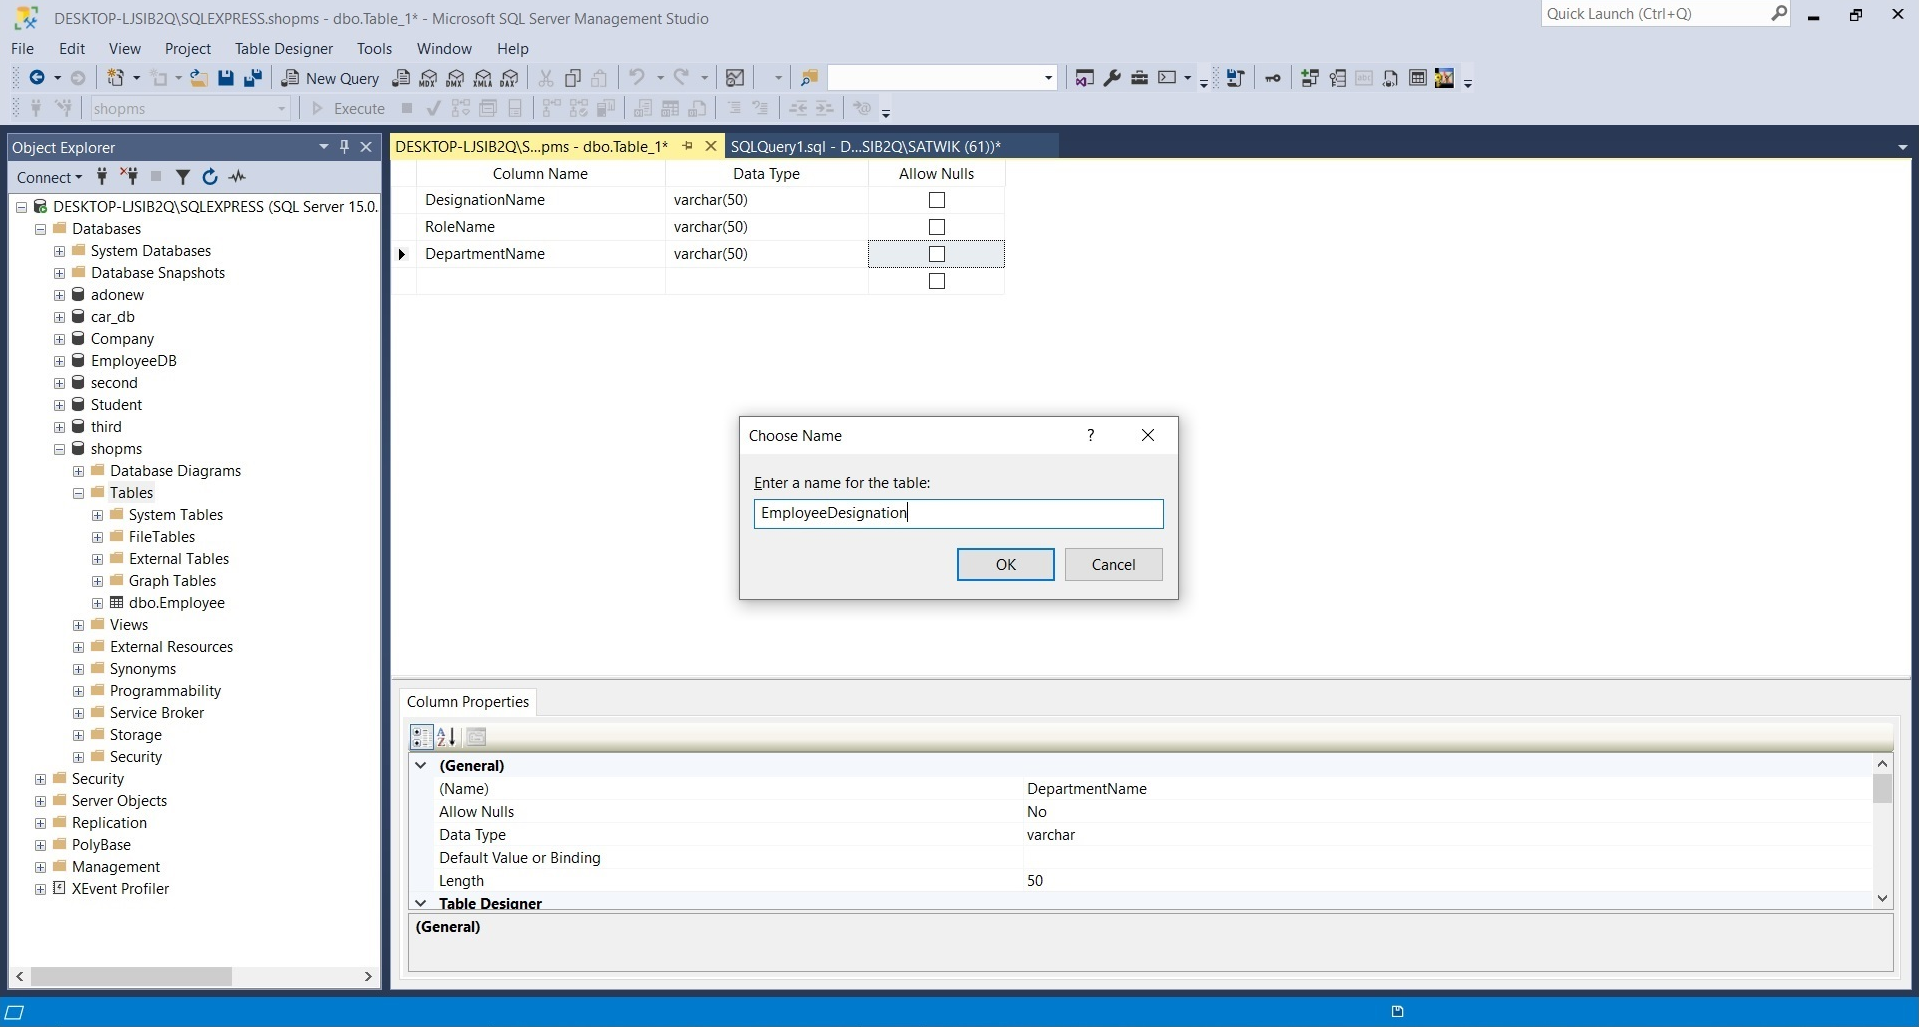 DESKTOP-LJSIB2Q\SQLEXPRESS.shopms - dbo.Table_1* - Microsoft SQL Server Management Studio
Quick Launch (Ctrl+Q)
File Edit View Project Table Designer Tools Window Help
New Query MDX DMX XMLA DAX
shopms Execute
Object Explorer
Connect
DESKTOP-LJSIB2Q\SQLEXPRESS (SQL Server 15.0.
Databases
System Databases
Database Snapshots
adonew
car_db
Company
EmployeeDB
second
Student
third
shopms
Database Diagrams
Tables
System Tables
FileTables
External Tables
Graph Tables
dbo.Employee
Views
External Resources
Synonyms
Programmability
Service Broker
Storage
Security
Security
Server Objects
Replication
PolyBase
Management
XEvent Profiler
DESKTOP-LJSIB2Q\S...pms - dbo.Table_1* SQLQuery1.sql - D...SIB2Q\SATWIK (61))*
Column Name Data Type Allow Nulls
DesignationName varchar(50)
RoleName varchar(50)
DepartmentName varchar(50)
Choose Name ?
Enter a name for the table:
EmployeeDesignation
OK Cancel
Column Properties
(General)
(Name) DepartmentName
Allow Nulls No
Data Type varchar
Default Value or Binding
Length 50
Table Designer
(General)